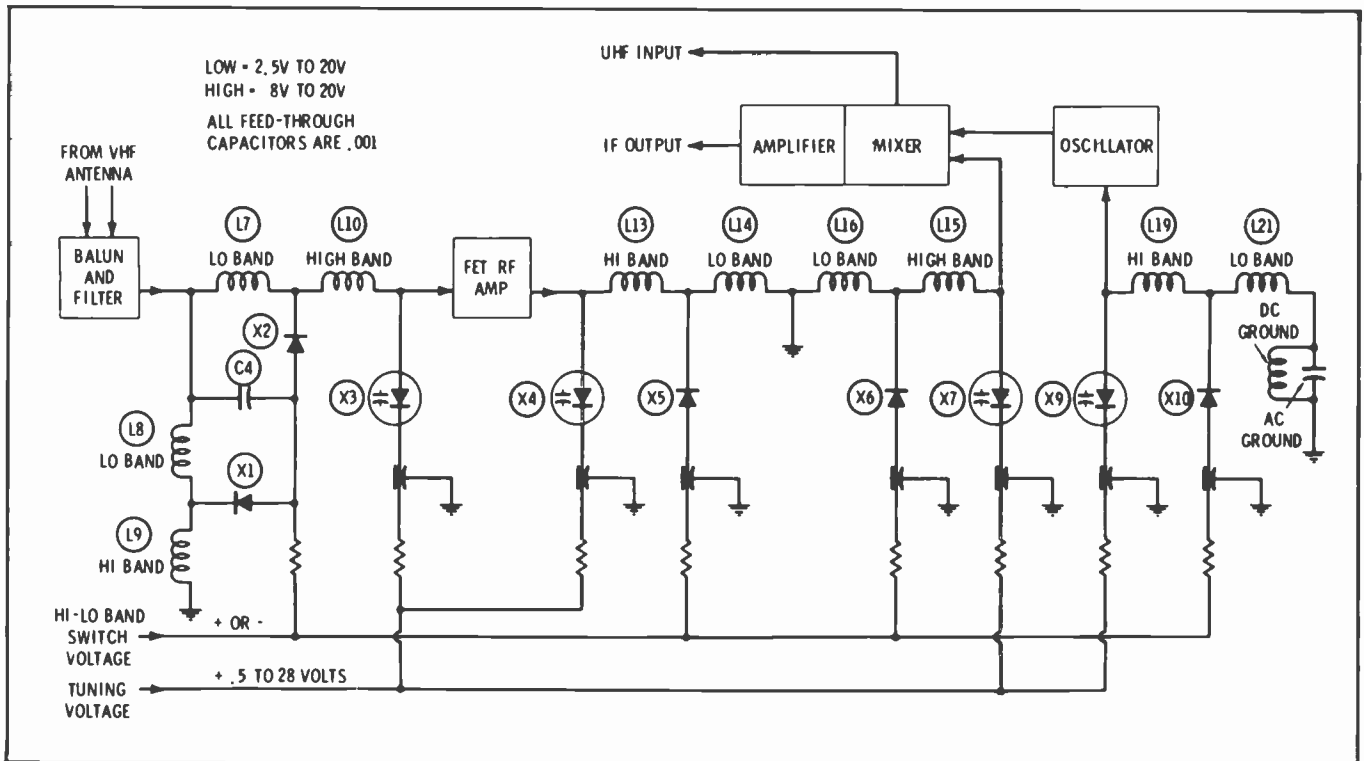 LOW = 2.5V TO 20V
HIGH = 8V TO 20V
ALL FEED-THROUGH
CAPACITORS ARE .001
UHF INPUT
IF OUTPUT
AMPLIFIER
MIXER
OSCILLATOR
FROM VHF
ANTENNA
BALUN
AND
FILTER
L7
LO BAND
L10
HIGH BAND
FET RF
AMP
L13
HI BAND
L14
LO BAND
L16
LO BAND
L15
HIGH BAND
L19
HI BAND
L21
LO BAND
DC
GROUND
AC
GROUND
X2
C4
X3
X4
X5
X6
X7
X9
X10
L8
LO BAND
X1
L9
HI BAND
HI-LO BAND
SWITCH
VOLTAGE
+ OR -
TUNING
VOLTAGE
+ .5 TO 28 VOLTS